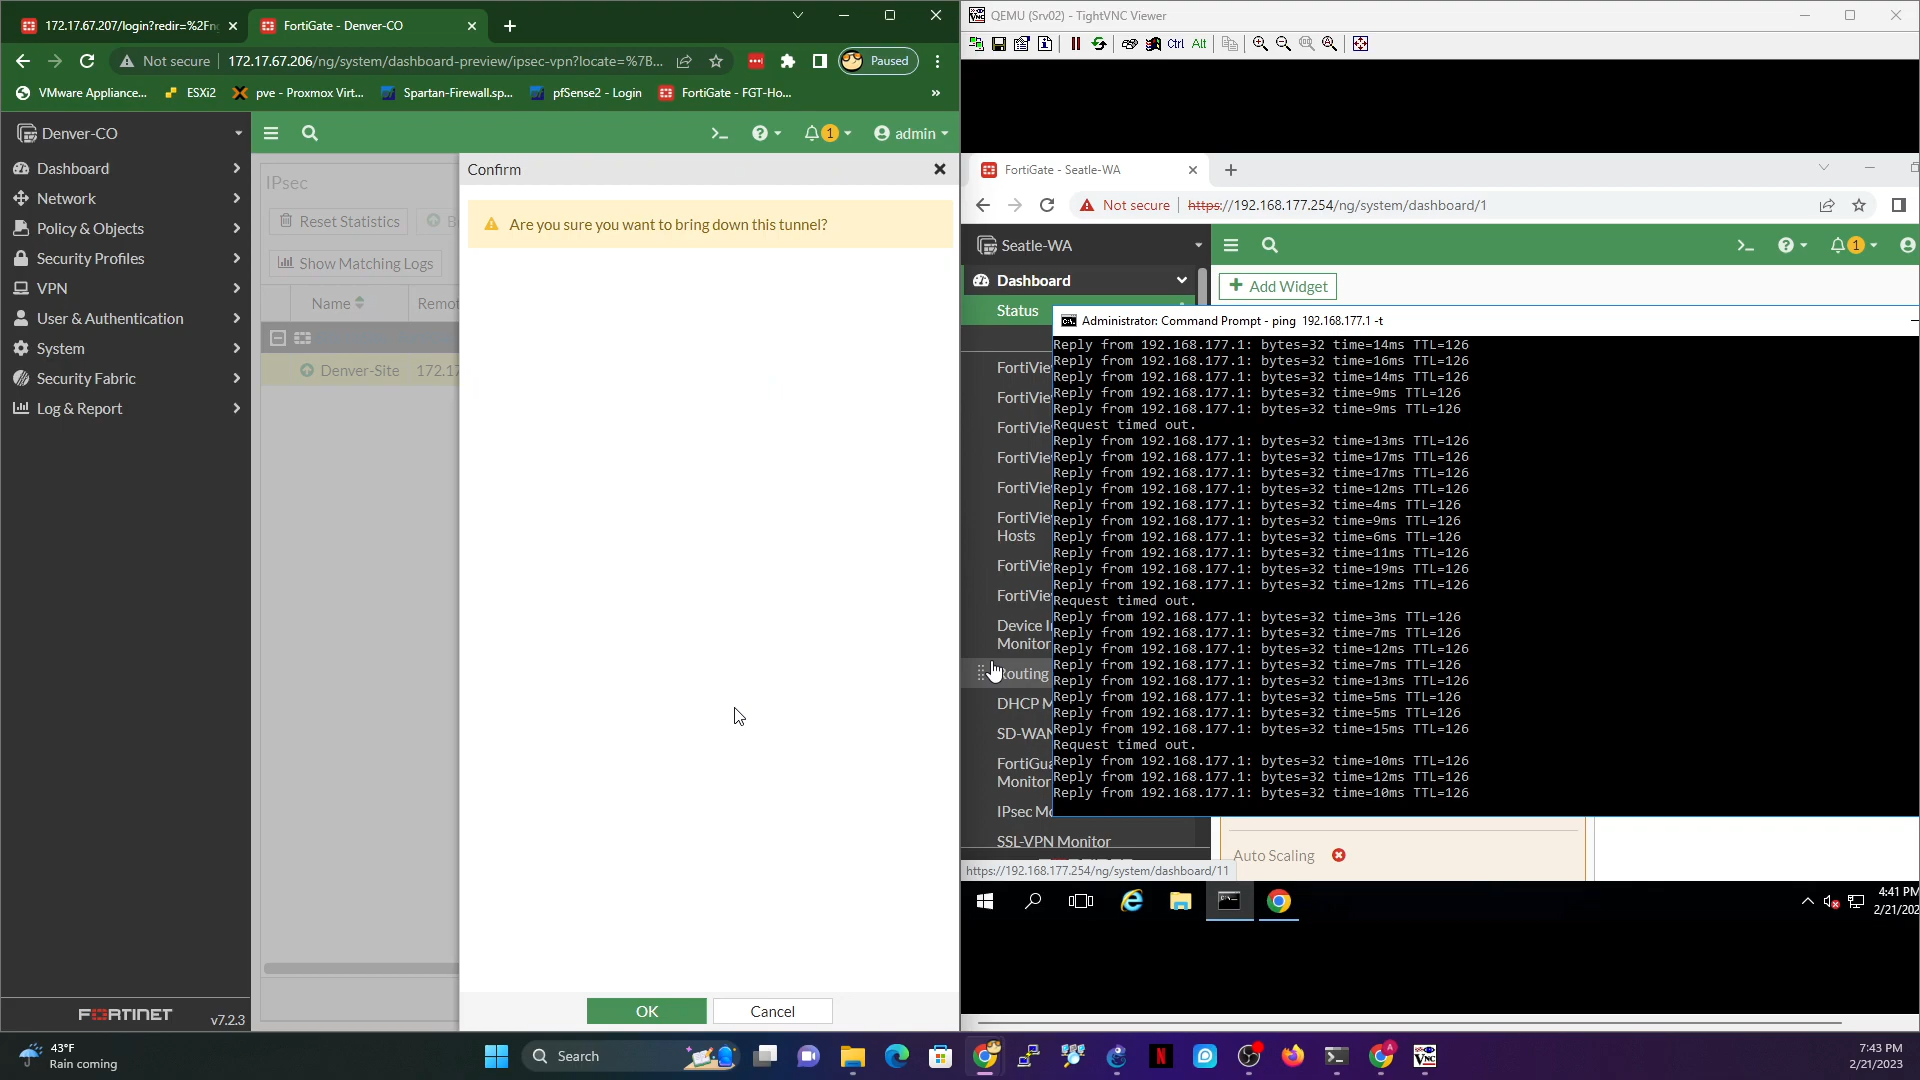 172.17.67.207/login?redir=%2Fn
FortiGate - Denver-CO
Not secure
172.17.67.206/ng/system/dashboard-preview/ipsec-vpn?locate=%7B...
Paused
VMware Appliance...
ESXi2
pve - Proxmox Virt...
Spartan-Firewall.sp...
pfSense2 - Login
FortiGate - FGT-Ho...
»
Denver-CO
admin
1
Dashboard
Network
Policy & Objects
Security Profiles
VPN
User & Authentication
System
Security Fabric
Log & Report
FORTINET
v7.2.3
IPsec
Reset Statistics
Show Matching Logs
Name
Remo
Denver-Site
172.17
Confirm
Are you sure you want to bring down this tunnel?
OK
Cancel
QEMU (Srv02) - TightVNC Viewer
Ctrl
Alt
FortiGate - Seatle-WA
Not secure
https://192.168.177.254/ng/system/dashboard/1
Seatle-WA
1
Dashboard
Add Widget
Status
FortiVie
FortiVie
FortiVie
FortiVie
FortiVie
FortiVie
Hosts
FortiVie
FortiVie
Device I
Monitor
outing
DHCP M
SD-WAN
FortiGua
Monitor
IPsec Mo
SSL-VPN Monitor
Administrator: Command Prompt - ping  192.168.177.1 -t
Reply from 192.168.177.1: bytes=32 time=14ms TTL=126
Reply from 192.168.177.1: bytes=32 time=16ms TTL=126
Reply from 192.168.177.1: bytes=32 time=14ms TTL=126
Reply from 192.168.177.1: bytes=32 time=9ms TTL=126
Reply from 192.168.177.1: bytes=32 time=9ms TTL=126
Request timed out.
Reply from 192.168.177.1: bytes=32 time=13ms TTL=126
Reply from 192.168.177.1: bytes=32 time=17ms TTL=126
Reply from 192.168.177.1: bytes=32 time=17ms TTL=126
Reply from 192.168.177.1: bytes=32 time=12ms TTL=126
Reply from 192.168.177.1: bytes=32 time=4ms TTL=126
Reply from 192.168.177.1: bytes=32 time=9ms TTL=126
Reply from 192.168.177.1: bytes=32 time=6ms TTL=126
Reply from 192.168.177.1: bytes=32 time=11ms TTL=126
Reply from 192.168.177.1: bytes=32 time=19ms TTL=126
Reply from 192.168.177.1: bytes=32 time=12ms TTL=126
Request timed out.
Reply from 192.168.177.1: bytes=32 time=3ms TTL=126
Reply from 192.168.177.1: bytes=32 time=7ms TTL=126
Reply from 192.168.177.1: bytes=32 time=12ms TTL=126
Reply from 192.168.177.1: bytes=32 time=7ms TTL=126
Reply from 192.168.177.1: bytes=32 time=13ms TTL=126
Reply from 192.168.177.1: bytes=32 time=5ms TTL=126
Reply from 192.168.177.1: bytes=32 time=5ms TTL=126
Reply from 192.168.177.1: bytes=32 time=15ms TTL=126
Request timed out.
Reply from 192.168.177.1: bytes=32 time=10ms TTL=126
Reply from 192.168.177.1: bytes=32 time=12ms TTL=126
Reply from 192.168.177.1: bytes=32 time=10ms TTL=126
Auto Scaling
https://192.168.177.254/ng/system/dashboard/11
4:41 PM
2/21/202
43°F
Rain coming
Search
7:43 PM
2/21/2023